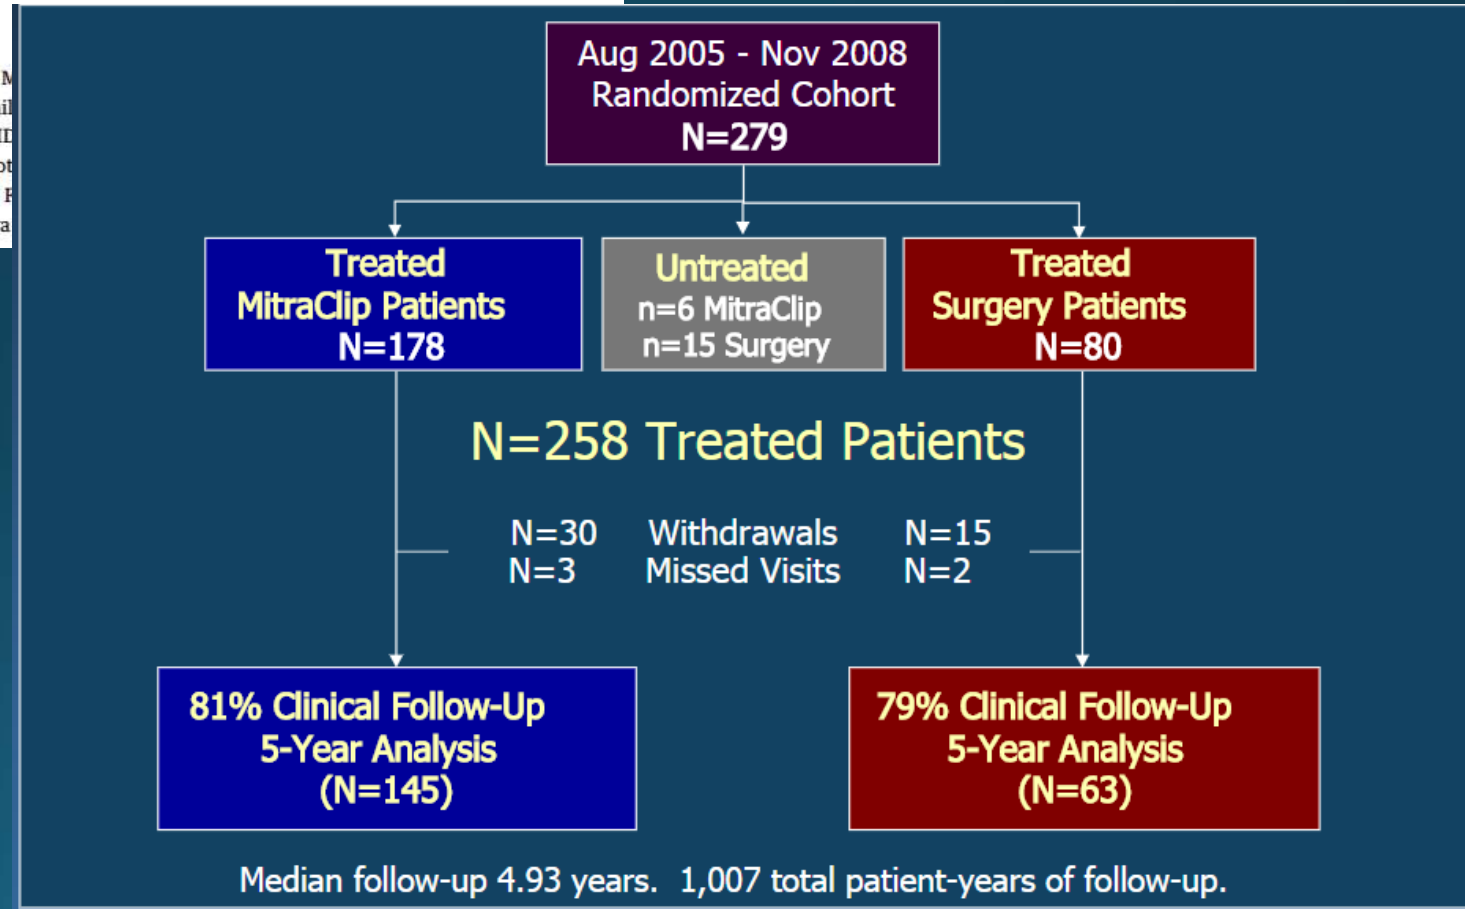 Aug 2005 - Nov 2008
Randomized Cohort
N=279
Treated
MitraClip Patients
N=178
Untreated
n=6 MitraClip
n=15 Surgery
Treated
Surgery Patients
N=80
N=258 Treated Patients
N=30 Withdrawals N=15
N=3 Missed Visits N=2
81% Clinical Follow-Up
5-Year Analysis
(N=145)
79% Clinical Follow-Up
5-Year Analysis
(N=63)
Median follow-up 4.93 years. 1,007 total patient-years of follow-up.